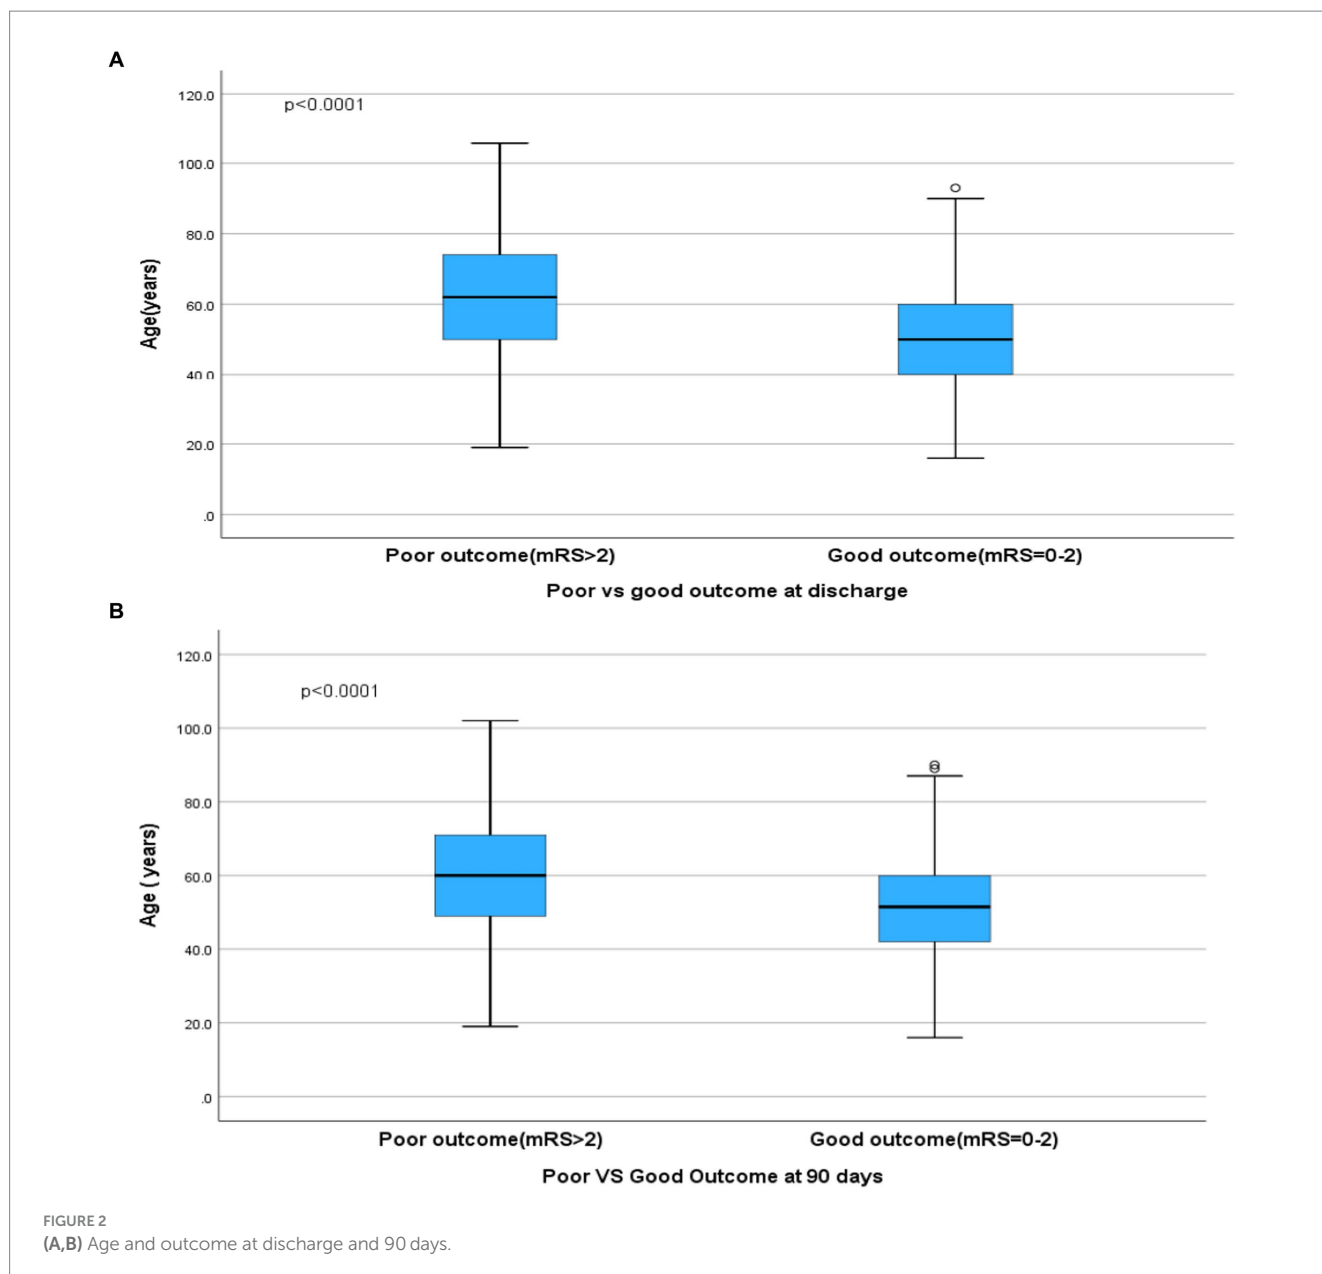 A
120.0
p<0.0001
100.0
80.0
60.0
40.0
20.0
.0
Age(years)
Poor outcome(mRS>2) Good outcome(mRS=0-2)
Poor vs good outcome at discharge
B
120.0
p<0.0001
100.0
80.0
60.0
40.0
20.0
.0
Age ( years)
Poor outcome(mRS>2) Good outcome(mRS=0-2)
Poor VS Good Outcome at 90 days
FIGURE 2
(A,B) Age and outcome at discharge and 90 days.